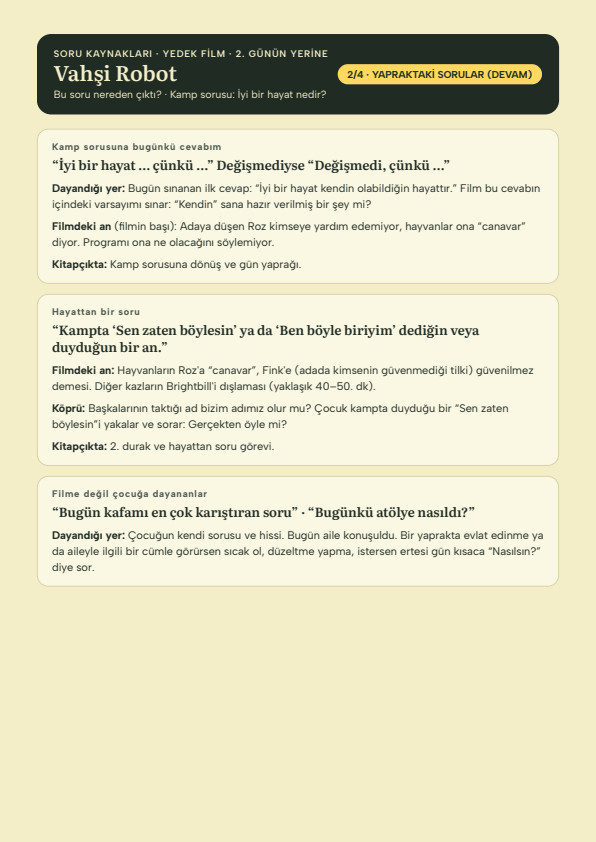 SORU KAYNAKLARI · YEDEK FİLM · 2. GÜNÜN YERİNE
Vahşi Robot
2/4 · YAPRAKTAKİ SORULAR (DEVAM)
Bu soru nereden çıktı? · Kamp sorusu: İyi bir hayat nedir?
Kamp sorusuna bugünkü cevabım
“İyi bir hayat … çünkü …” Değişmediyse “Değişmedi, çünkü …”
Dayandığı yer: Bugün sınanan ilk cevap: “İyi bir hayat kendin olabildiğin hayattır.” Film bu cevabın
içindeki varsayımı sınar: “Kendin” sana hazır verilmiş bir şey mi?
Filmdeki an (filmin başı): Adaya düşen Roz kimseye yardım edemiyor, hayvanlar ona “canavar”
diyor. Programı ona ne olacağını söylemiyor.
Kitapçıkta: Kamp sorusuna dönüş ve gün yaprağı.
Hayattan bir soru
“Kampta ‘Sen zaten böylesin’ ya da ‘Ben böyle biriyim’ dediğin veya
duyduğun bir an.”
Filmdeki an: Hayvanların Roz'a “canavar”, Fink'e (adada kimsenin güvenmediği tilki) güvenilmez
demesi. Diğer kazların Brightbill'i dışlaması (yaklaşık 40–50. dk).
Köprü: Başkalarının taktığı ad bizim adımız olur mu? Çocuk kampta duyduğu bir “Sen zaten
böylesin”i yakalar ve sorar: Gerçekten öyle mi?
Kitapçıkta: 2. durak ve hayattan soru görevi.
Filme değil çocuğa dayananlar
“Bugün kafamı en çok karıştıran soru” · “Bugünkü atölye nasıldı?”
Dayandığı yer: Çocuğun kendi sorusu ve hissi. Bugün aile konuşuldu. Bir yaprakta evlat edinme ya
da aileyle ilgili bir cümle görürsen sıcak ol, düzeltme yapma, istersen ertesi gün kısaca “Nasılsın?”
diye sor.